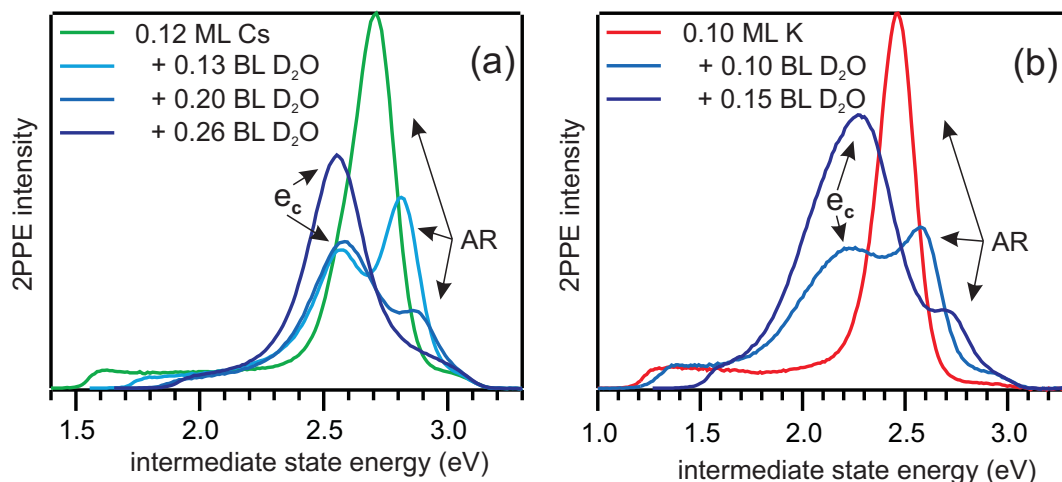 0.12 ML Cs
+ 0.13 BL D₂O
+ 0.20 BL D₂O
+ 0.26 BL D₂O
(a)
2PPE intensity
e_c
AR
1.5 2.0 2.5 3.0
intermediate state energy (eV)
0.10 ML K
+ 0.10 BL D₂O
+ 0.15 BL D₂O
(b)
2PPE intensity
e_c
AR
1.0 1.5 2.0 2.5 3.0
intermediate state energy (eV)